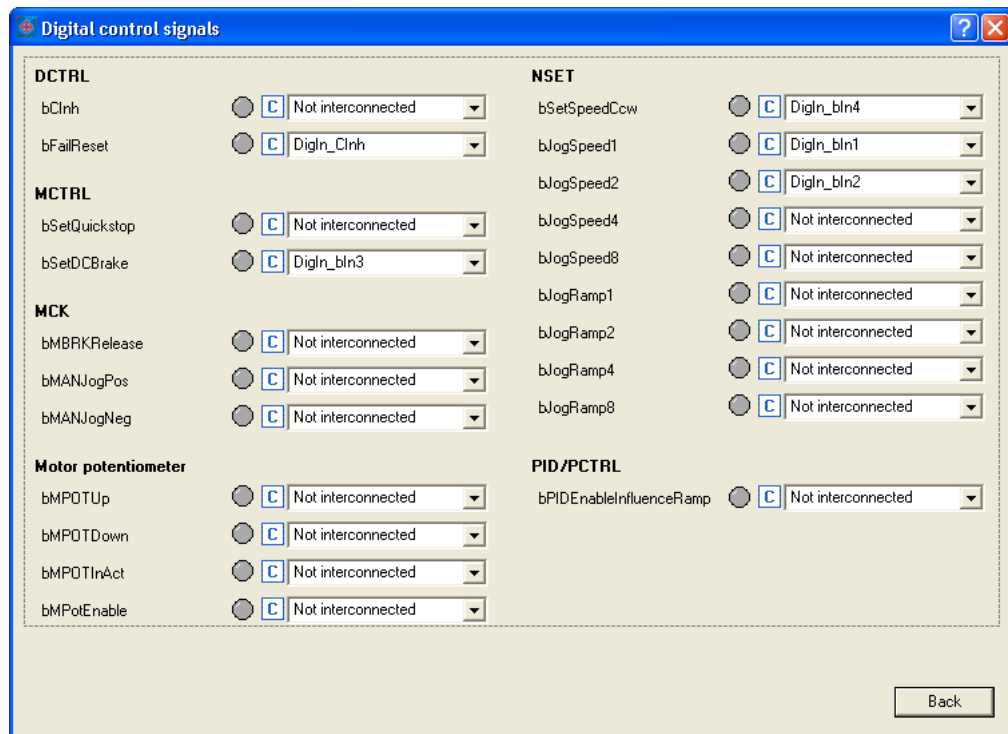 Digital control signals
DCTRL
bCInh C Not interconnected
bFailReset C DigIn_CInh
MCTRL
bSetQuickstop C Not interconnected
bSetDCBrake C DigIn_bIn3
MCK
bMBRKRelease C Not interconnected
bMANJogPos C Not interconnected
bMANJogNeg C Not interconnected
Motor potentiometer
bMPOTUp C Not interconnected
bMPOTDown C Not interconnected
bMPOTInAct C Not interconnected
bMPotEnable C Not interconnected
NSET
bSetSpeedCcw C DigIn_bIn4
bJogSpeed1 C DigIn_bIn1
bJogSpeed2 C DigIn_bIn2
bJogSpeed4 C Not interconnected
bJogSpeed8 C Not interconnected
bJogRamp1 C Not interconnected
bJogRamp2 C Not interconnected
bJogRamp4 C Not interconnected
bJogRamp8 C Not interconnected
PID/PCTRL
bPIDEnableInfluenceRamp C Not interconnected
Back